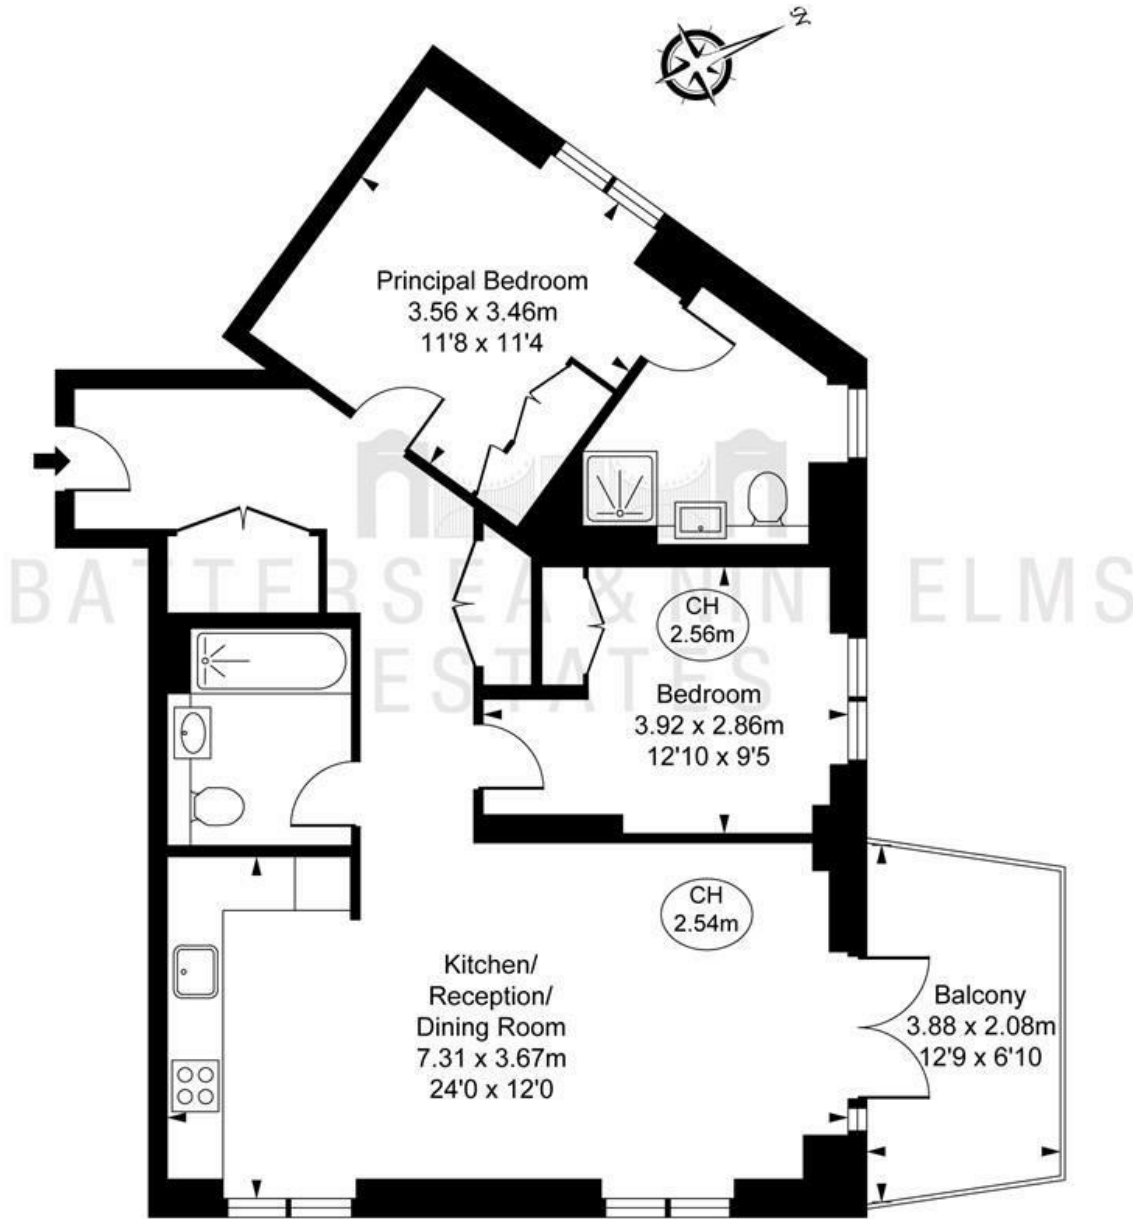 N
Principal Bedroom
3.56 x 3.46m
11'8 x 11'4
BATTERSEA & NIN ELMS
ESTATES
CH
2.56m
Bedroom
3.92 x 2.86m
12'10 x 9'5
CH
2.54m
Kitchen/
Reception/
Dining Room
7.31 x 3.67m
24'0 x 12'0
Balcony
3.88 x 2.08m
12'9 x 6'10